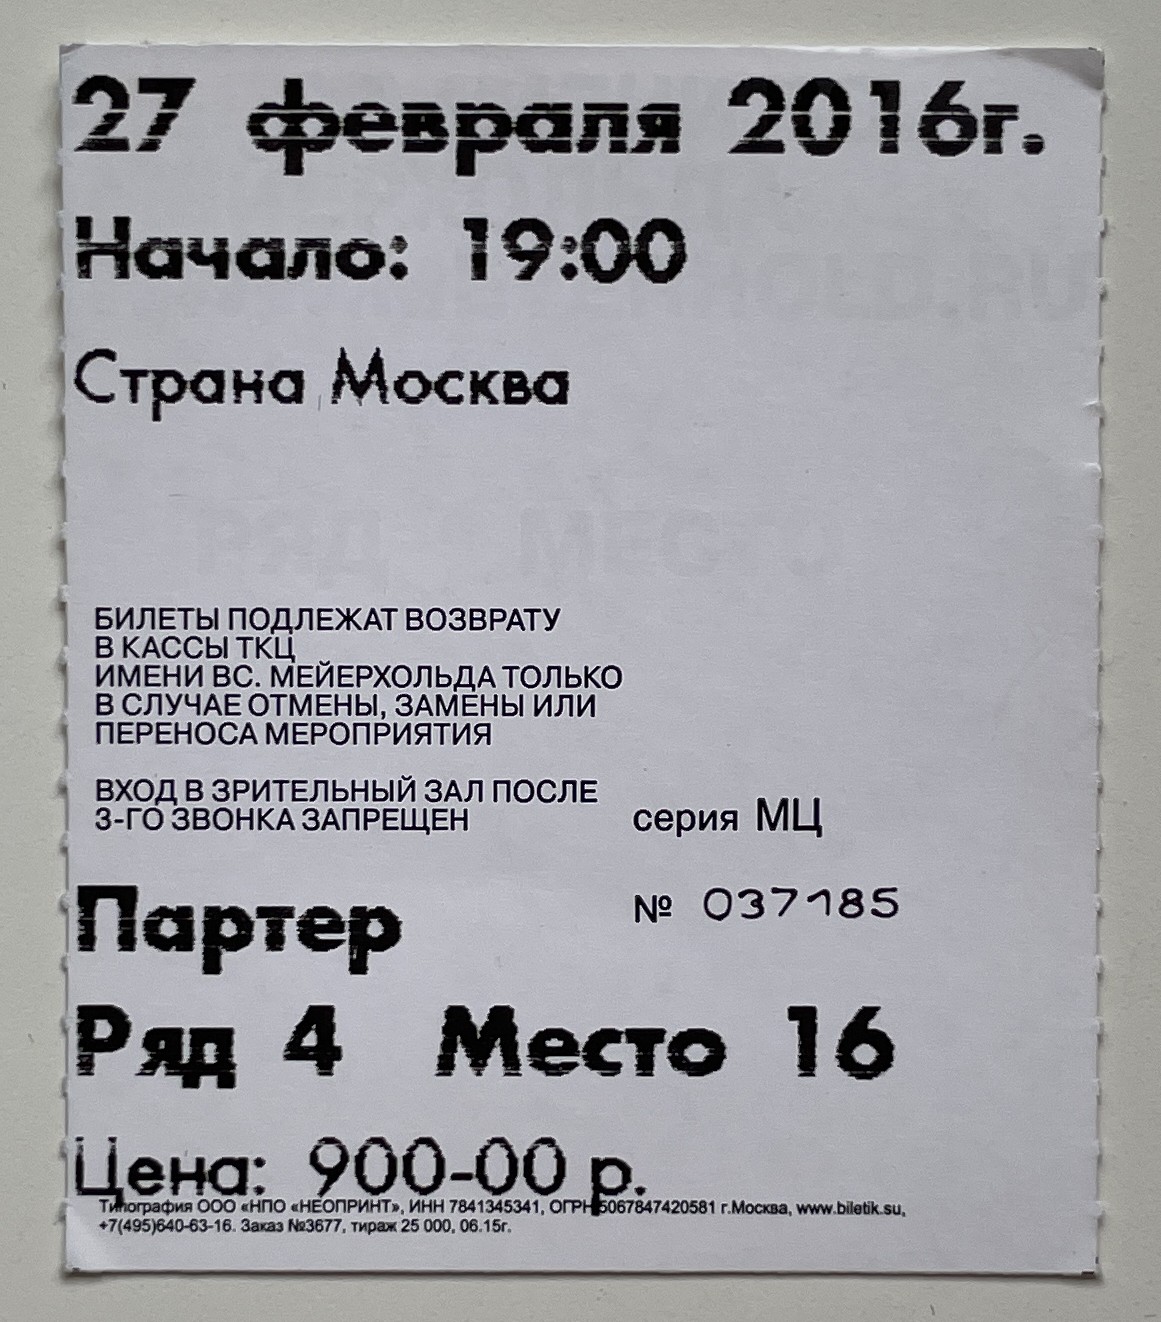 27 февраля 2016г.
Начало: 19:00
Страна Москва
БИЛЕТЫ ПОДЛЕЖАТ ВОЗВРАТУ
В КАССЫ ТКЦ
ИМЕНИ ВС. МЕЙЕРХОЛЬДА ТОЛЬКО
В СЛУЧАЕ ОТМЕНЫ, ЗАМЕНЫ ИЛИ
ПЕРЕНОСА МЕРОПРИЯТИЯ
ВХОД В ЗРИТЕЛЬНЫЙ ЗАЛ ПОСЛЕ
3-ГО ЗВОНКА ЗАПРЕЩЕН
серия МЦ
№ 037185
Партер
Ряд 4 Место 16
Цена: 900-00 р.
Типография ООО «НПО «НЕОПРИНТ», ИНН 7841345341, ОГРН 5067847420581 г.Москва, www.biletik.su,
+7(495)640-63-16. Заказ №3677, тираж 25 000, 06.15г.